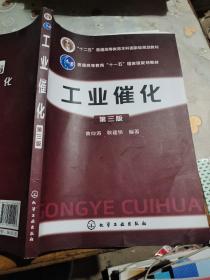 "十二五"普通高等教育本科国家级规划教材
普通高等教育"十一五"国家级规划教材
工业催化
第三版
黄仲涛 耿建铭 编著
GONGYE CUIHUA
化学工业出版社
工业催化
第三版